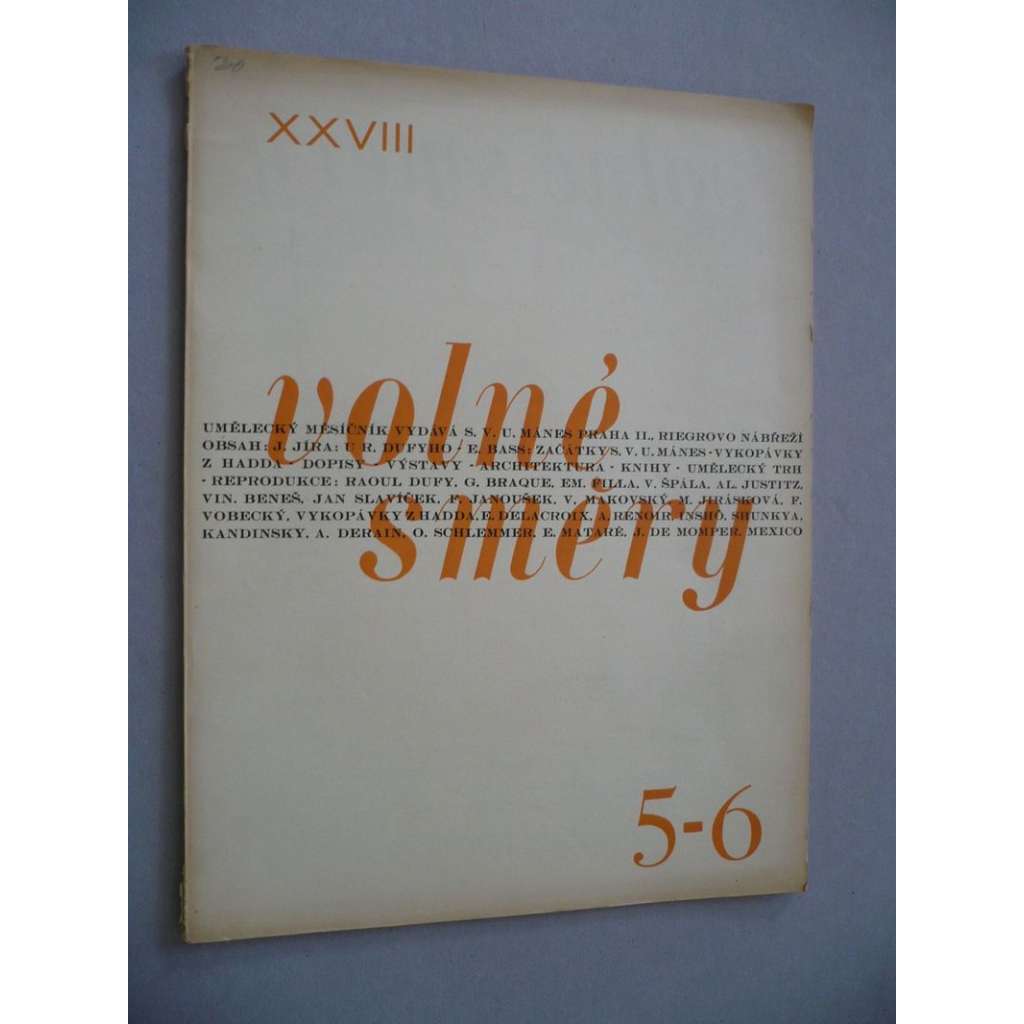 XXVIII
volné
UMĚLECKÝ MĚSÍČNÍK VYDÁVÁ S. V. U. MÁNES PRAHA II., RIEGROVO NÁBŘEŽÍ
OBSAH: J. JÍRA: U R. DUFYHO · E. BASS: ZAČÁTKY S. V. U. MÁNES · VYKOPÁVKY
Z HADDA · DOPISY · VÝSTAVY · ARCHITEKTURA · KNIHY · UMĚLECKÝ TRH
· REPRODUKCE: RAOUL DUFY, G. BRAQUE, EM. FILLA, V. ŠPÁLA, AL. JUSTITZ,
VIN. BENEŠ, JAN SLAVÍČEK, F. JANOUŠEK, V. MAKOVSKÝ, M. JIRÁSKOVÁ, F.
VOBECKÝ, VYKOPÁVKY Z HADDA, E. DELACROIX, A. RENOIR, INSHÔ, SHUNKYA,
KANDINSKY, A. DERAIN, O. SCHLEMMER, E. MATARÉ, J. DE MOMPER, MEXICO
směry
5-6